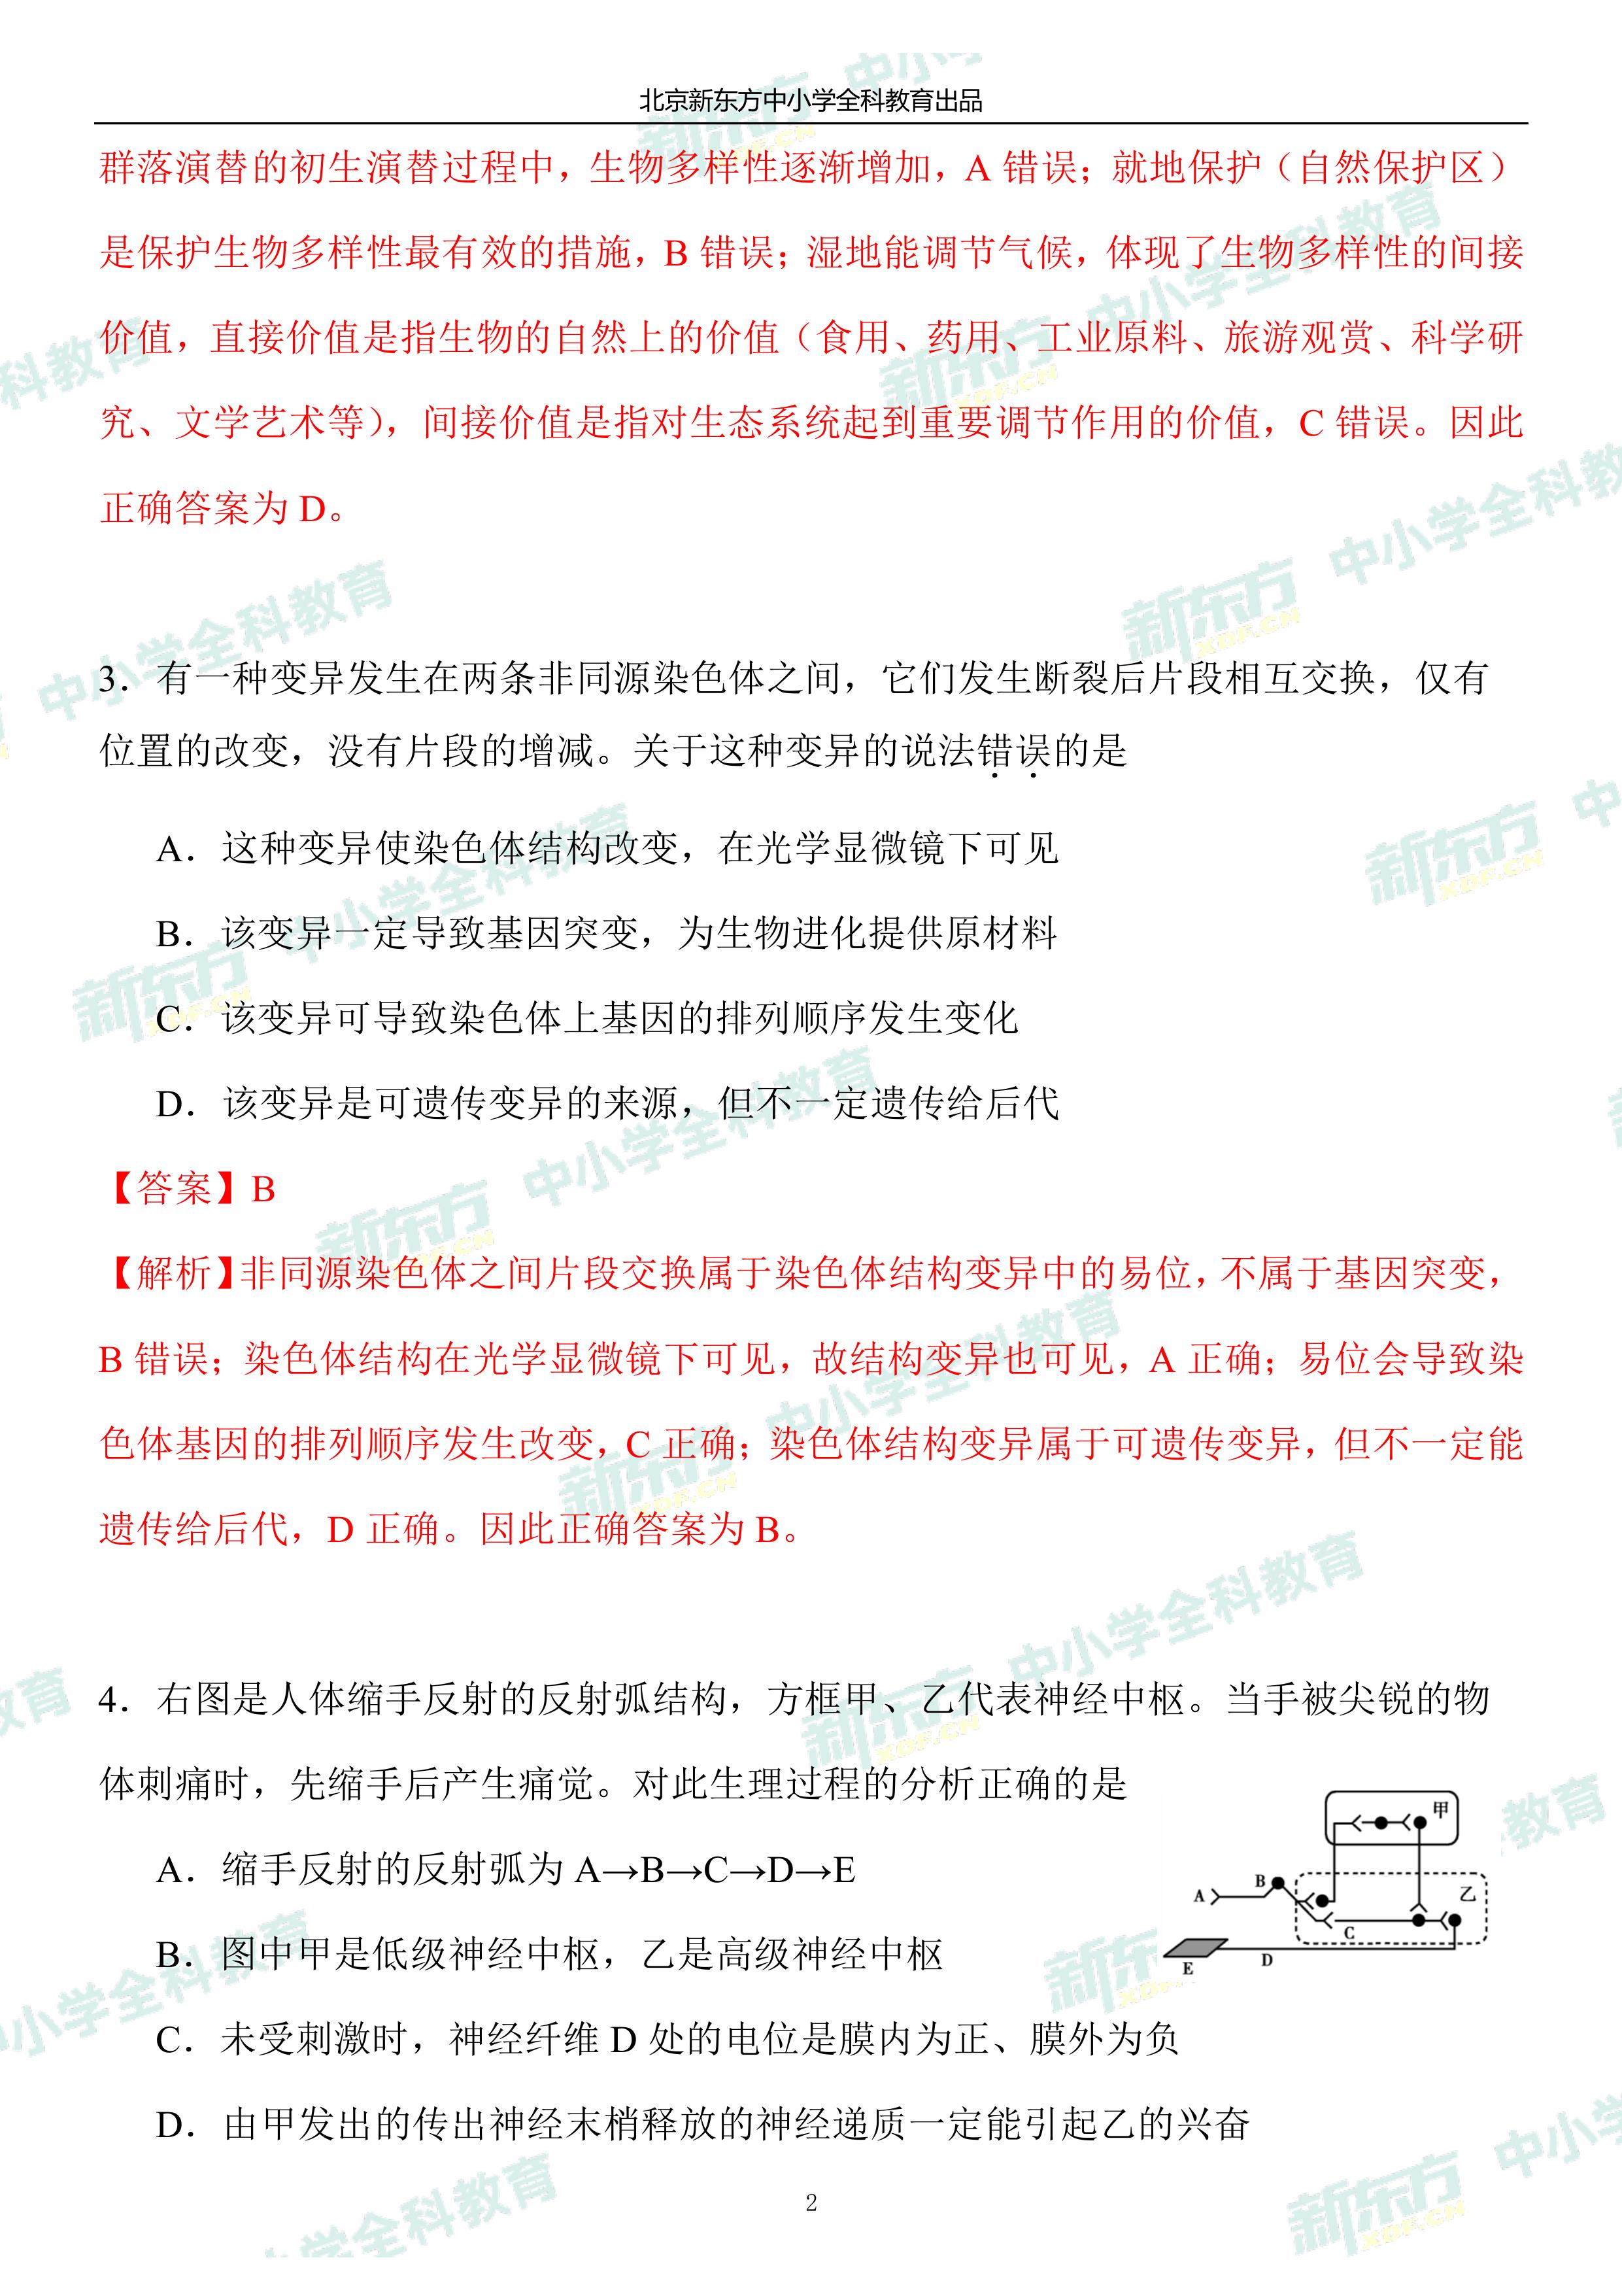 北京新东方中小学全科教育出品
群落演替的初生演替过程中，生物多样性逐渐增加，A 错误；就地保护（自然保护区）
是保护生物多样性最有效的措施，B 错误；湿地能调节气候，体现了生物多样性的间接
价值，直接价值是指生物的自然上的价值（食用、药用、工业原料、旅游观赏、科学研
究、文学艺术等），间接价值是指对生态系统起到重要调节作用的价值，C 错误。因此
正确答案为 D。
3．有一种变异发生在两条非同源染色体之间，它们发生断裂后片段相互交换，仅有
位置的改变，没有片段的增减。关于这种变异的说法错误的是
A．这种变异使染色体结构改变，在光学显微镜下可见
B．该变异一定导致基因突变，为生物进化提供原材料
C．该变异可导致染色体上基因的排列顺序发生变化
D．该变异是可遗传变异的来源，但不一定遗传给后代
【答案】B
【解析】非同源染色体之间片段交换属于染色体结构变异中的易位，不属于基因突变，
B 错误；染色体结构在光学显微镜下可见，故结构变异也可见，A 正确；易位会导致染
色体基因的排列顺序发生改变，C 正确；染色体结构变异属于可遗传变异，但不一定能
遗传给后代，D 正确。因此正确答案为 B。
4．右图是人体缩手反射的反射弧结构，方框甲、乙代表神经中枢。当手被尖锐的物
体刺痛时，先缩手后产生痛觉。对此生理过程的分析正确的是
A．缩手反射的反射弧为 A→B→C→D→E
B．图中甲是低级神经中枢，乙是高级神经中枢
C．未受刺激时，神经纤维 D 处的电位是膜内为正、膜外为负
D．由甲发出的传出神经末梢释放的神经递质一定能引起乙的兴奋
甲
A
B
乙
C
D
E
2
新东方 XDF.CN 中小学全科教育